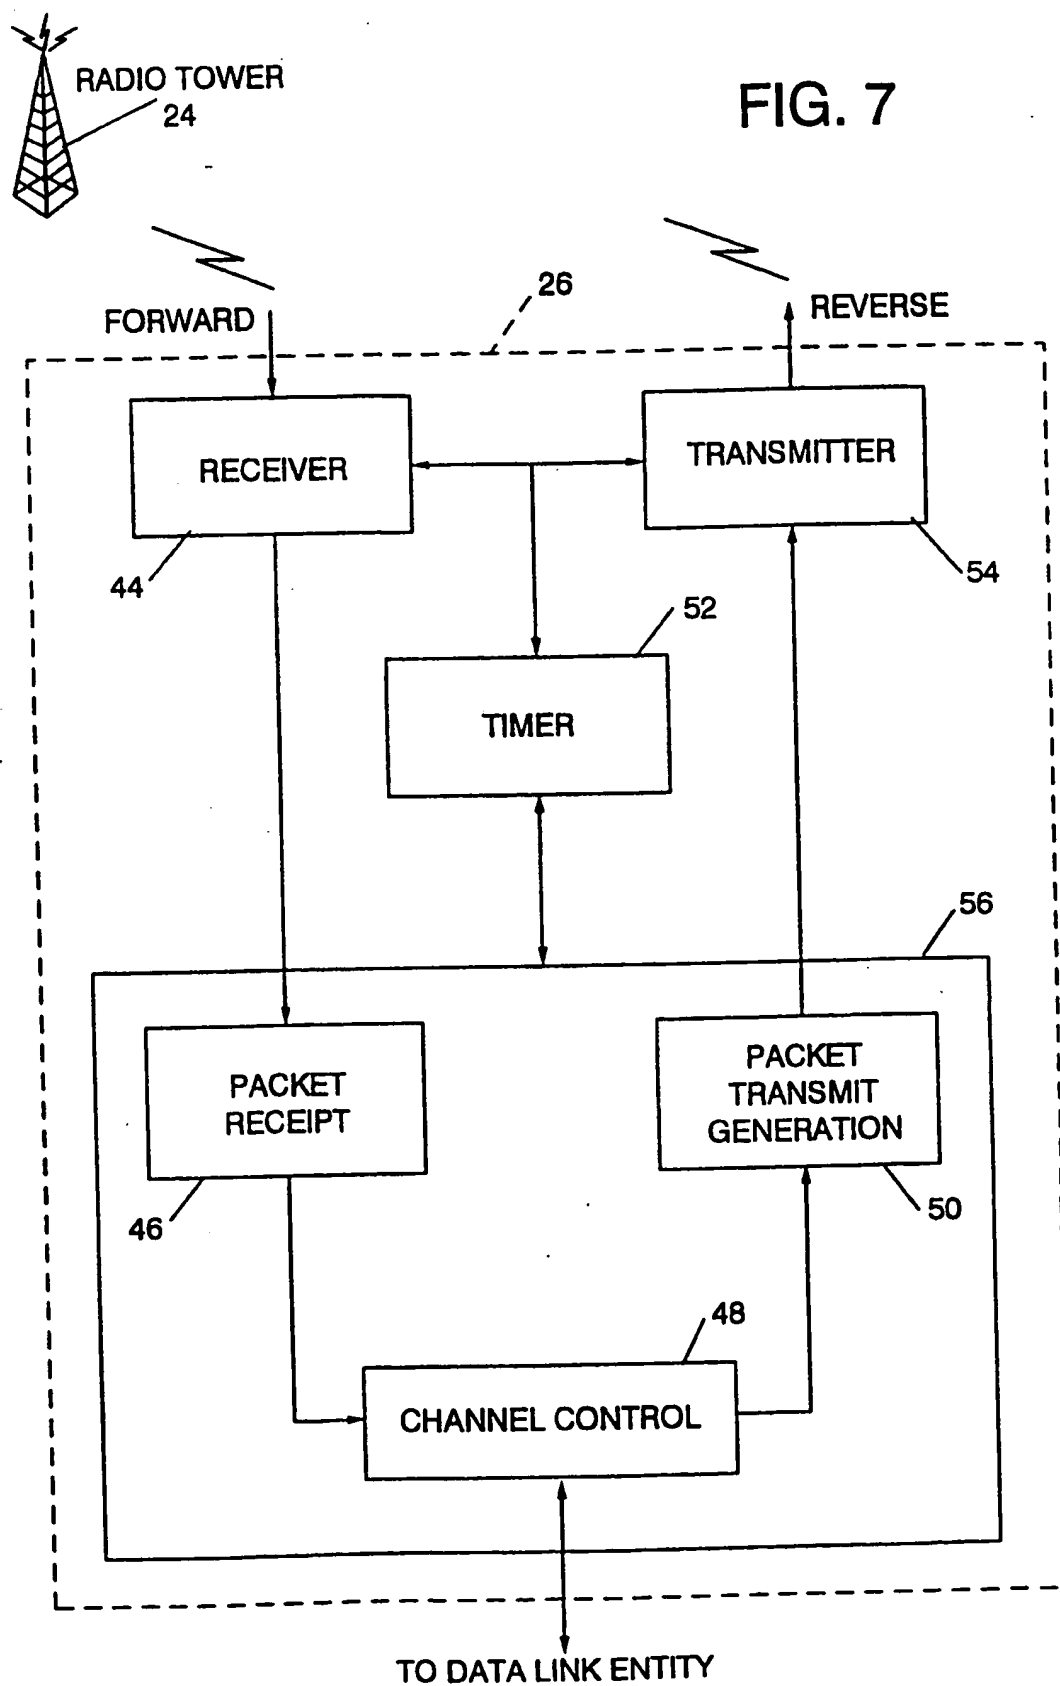 RADIO TOWER
24
FIG. 7
26
FORWARD
REVERSE
RECEIVER
TRANSMITTER
44
54
52
TIMER
56
PACKET
RECEIPT
PACKET
TRANSMIT
GENERATION
46
50
48
CHANNEL CONTROL
TO DATA LINK ENTITY